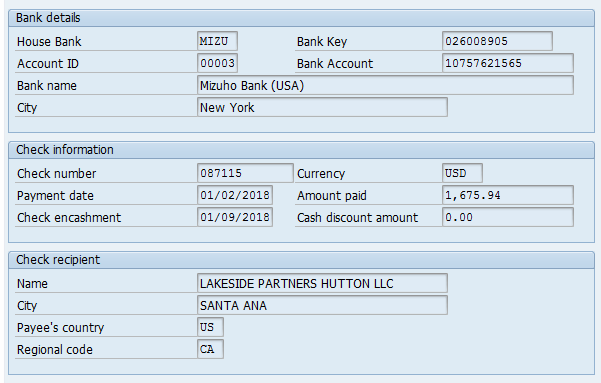 Bank details
House Bank MIZU Bank Key 026008905
Account ID 00003 Bank Account 10757621565
Bank name Mizuho Bank (USA)
City New York
Check information
Check number 087115 Currency USD
Payment date 01/02/2018 Amount paid 1,675.94
Check encashment 01/09/2018 Cash discount amount 0.00
Check recipient
Name LAKESIDE PARTNERS HUTTON LLC
City SANTA ANA
Payee's country US
Regional code CA